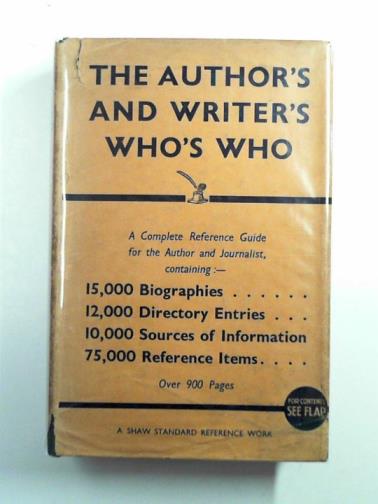 THE AUTHOR'S
AND WRITER'S
WHO'S WHO
A Complete Reference Guide
for the Author and Journalist,
containing :—
15,000 Biographies . . . . . .
12,000 Directory Entries . . .
10,000 Sources of Information
75,000 Reference Items. . . .
Over 900 Pages
FOR CONTENTS
SEE FLAP
A SHAW STANDARD REFERENCE WORK